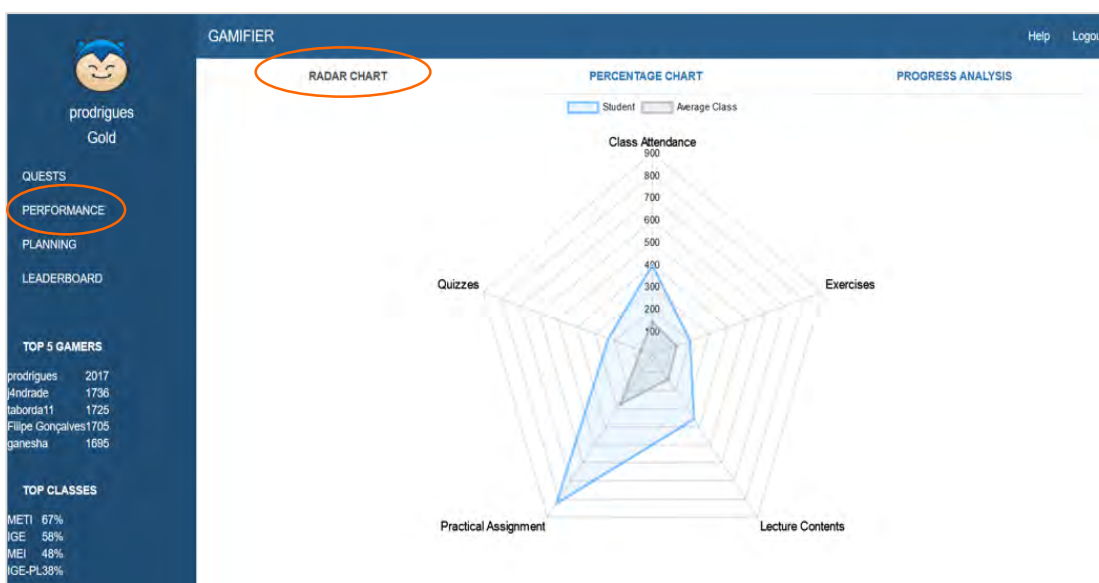 GAMIFIER
Help Logou
prodrigues
Gold
QUESTS
PERFORMANCE
PLANNING
LEADERBOARD
TOP 5 GAMERS
prodrigues 2017
j4ndrade 1736
taborda11 1725
Filipe Gonçalves1705
ganesha 1695
TOP CLASSES
METI 67%
IGE 58%
MEI 48%
IGE-PL38%
RADAR CHART PERCENTAGE CHART PROGRESS ANALYSIS
Student Average Class
Class Attendance
900
800
700
600
500
400
300
200
100
Quizzes Exercises
Practical Assignment Lecture Contents